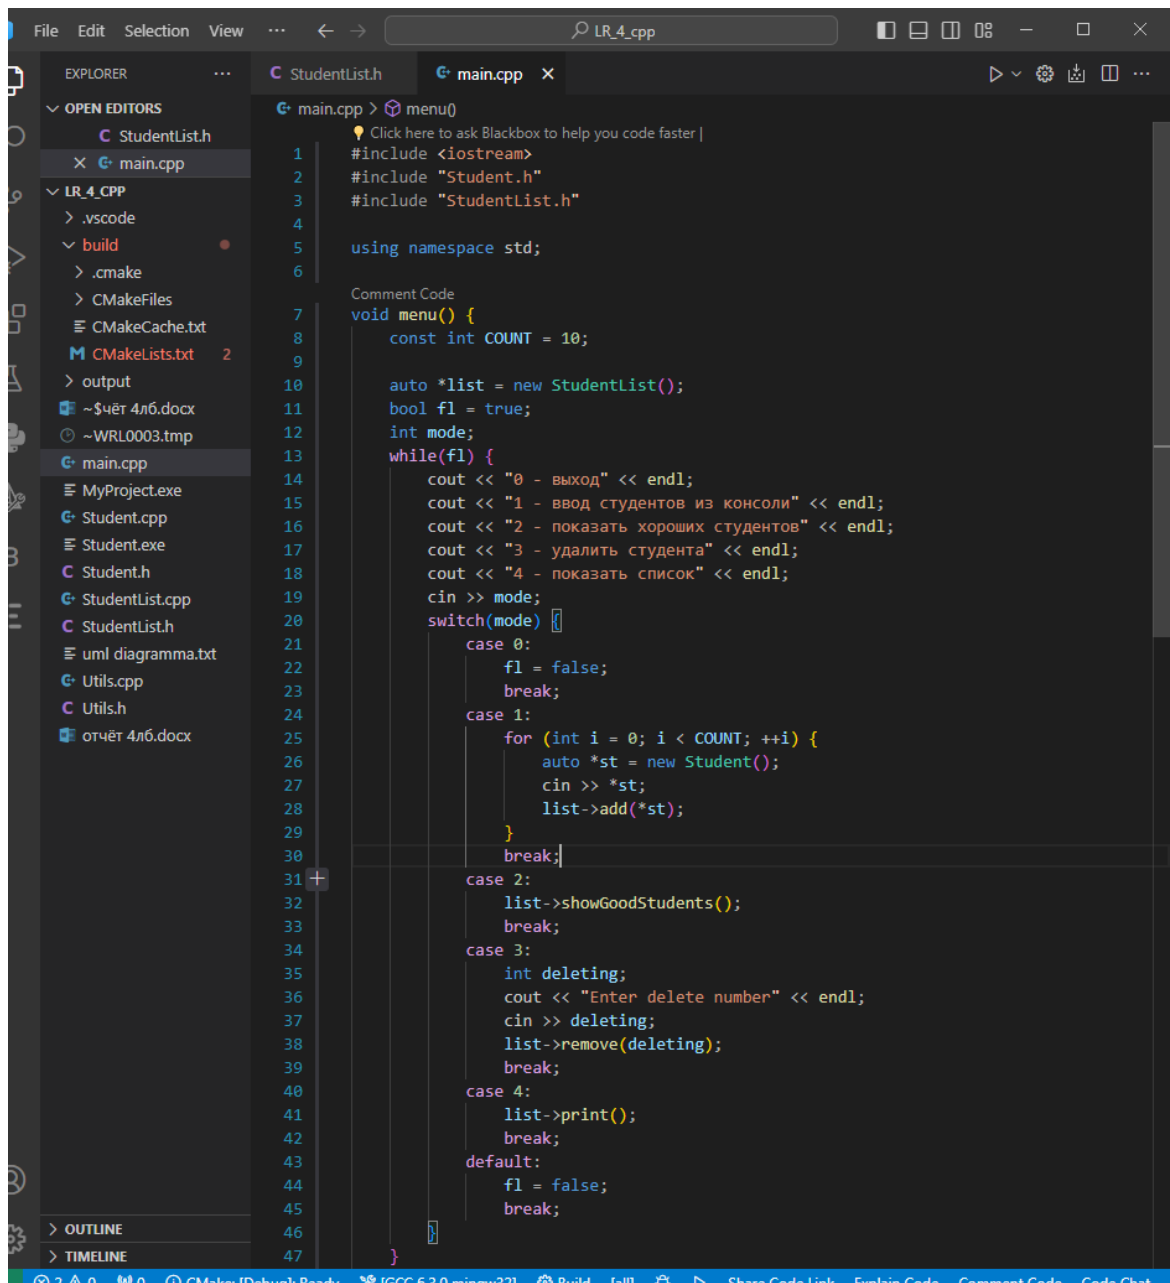 File Edit Selection View ··· LR_4_cpp
EXPLORER ···
OPEN EDITORS
StudentList.h
main.cpp
LR_4_CPP
.vscode
build
.cmake
CMakeFiles
CMakeCache.txt
CMakeLists.txt 2
output
~$чёт 4лб.docx
~WRL0003.tmp
main.cpp
MyProject.exe
Student.cpp
Student.exe
Student.h
StudentList.cpp
StudentList.h
uml diagramma.txt
Utils.cpp
Utils.h
отчёт 4лб.docx
OUTLINE
TIMELINE
StudentList.h main.cpp
main.cpp > menu()
Click here to ask Blackbox to help you code faster |
1 #include <iostream>
2 #include "Student.h"
3 #include "StudentList.h"
4
5 using namespace std;
6
Comment Code
7 void menu() {
8 const int COUNT = 10;
9
10 auto *list = new StudentList();
11 bool fl = true;
12 int mode;
13 while(fl) {
14 cout << "0 - выход" << endl;
15 cout << "1 - ввод студентов из консоли" << endl;
16 cout << "2 - показать хороших студентов" << endl;
17 cout << "3 - удалить студента" << endl;
18 cout << "4 - показать список" << endl;
19 cin >> mode;
20 switch(mode) {
21 case 0:
22 fl = false;
23 break;
24 case 1:
25 for (int i = 0; i < COUNT; ++i) {
26 auto *st = new Student();
27 cin >> *st;
28 list->add(*st);
29 }
30 break;
31 case 2:
32 list->showGoodStudents();
33 break;
34 case 3:
35 int deleting;
36 cout << "Enter delete number" << endl;
37 cin >> deleting;
38 list->remove(deleting);
39 break;
40 case 4:
41 list->print();
42 break;
43 default:
44 fl = false;
45 break;
46 }
47 }
2 0 0 CMake: [Debug]: Ready [GCC 6.3.0 mingw32] Build [all] Share Code Link Explain Code Comment Code Code Chat